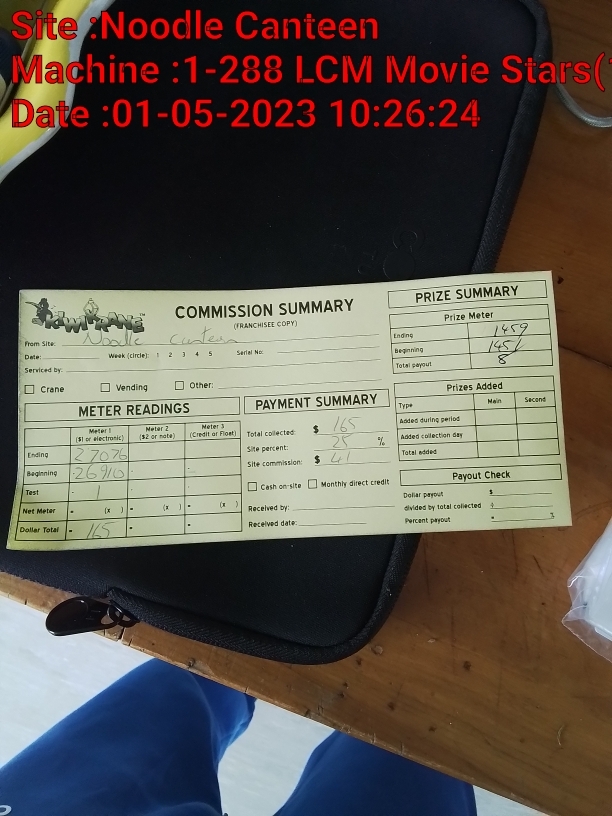 Site :Noodle Canteen
Machine :1-288 LCM Movie Stars(
Date :01-05-2023 10:26:24
KIWI KRANE™
COMMISSION SUMMARY
(FRANCHISEE COPY)
From Site: Noodle Canteen
Date: Week (circle): 1 2 3 4 5 Serial No:
Serviced by:
Crane Vending Other:
METER READINGS
Meter 1 Meter 2 Meter 3
($1 or electronic) ($2 or note) (Credit or Float)
Ending 27076
Beginning 26910
Test 1
Net Meter = (x ) = (x ) = (x )
Dollar Total = 165 = =
PAYMENT SUMMARY
Total collected: $ 165
Site percent: 25 %
Site commission: $ 41
Cash on-site Monthly direct credit
Received by:
Received date:
PRIZE SUMMARY
Prize Meter
Ending 1459
Beginning 1451
Total payout 8
Prizes Added
Type Main Second
Added during period
Added collection day
Total added
Payout Check
Dollar payout $
divided by total collected ÷
Percent payout =